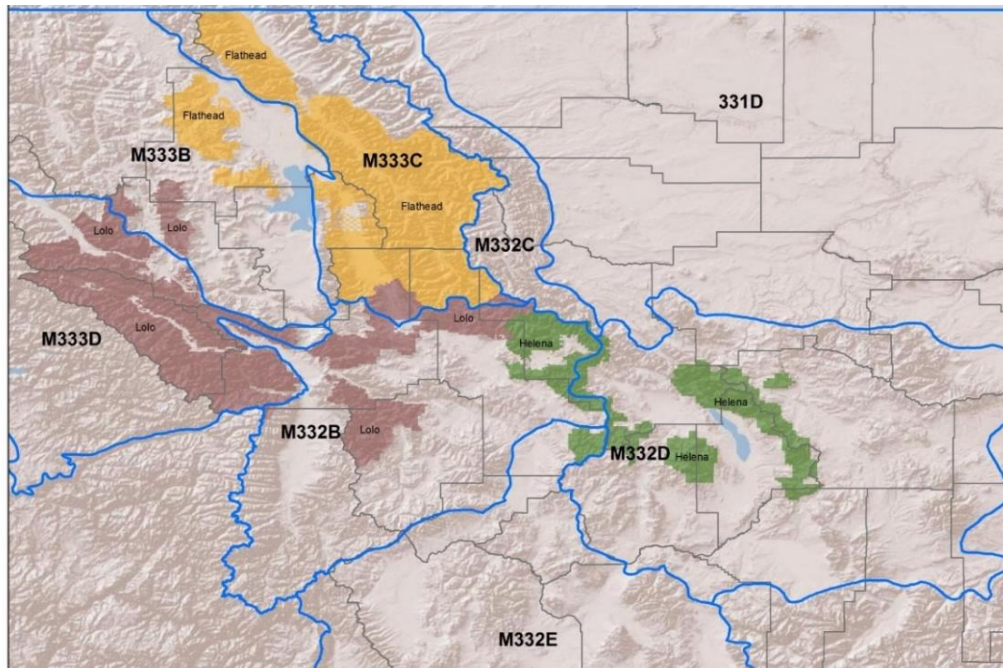 Flathead
331D
Flathead
M333B
M333C
Flathead
Lolo
Lolo
M332C
Lolo
Lolo
Helena
M333D
Helena
M332B
Lolo
M332D
Helena
M332E